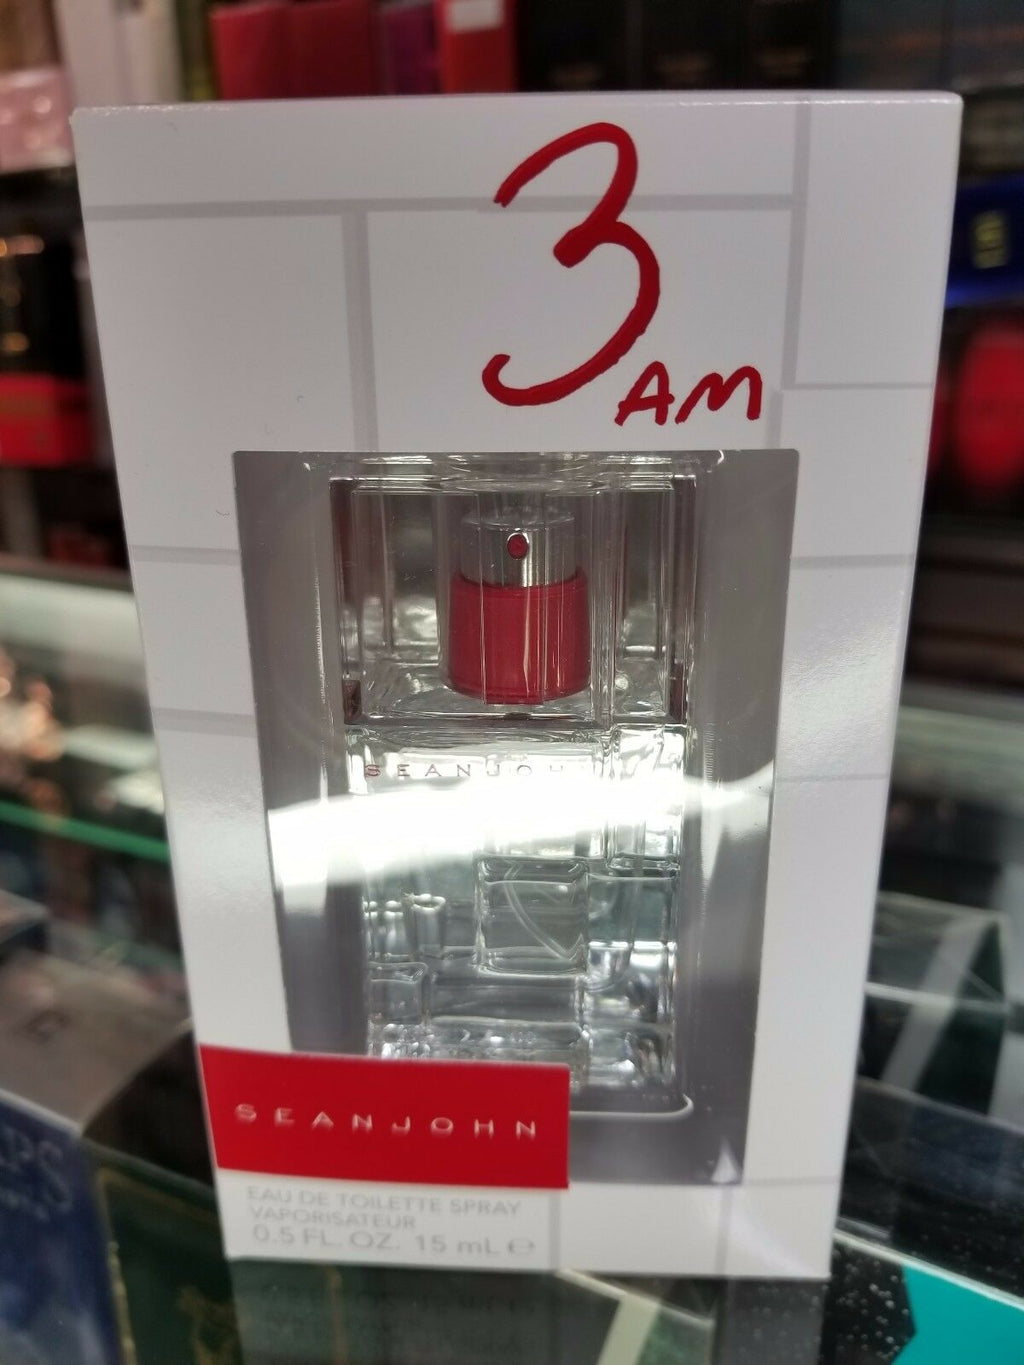 3
AM
SEANJOHN
SEANJOHN
EAU DE TOILETTE SPRAY
VAPORISATEUR
0.5 FL. OZ. 15 mL ℮